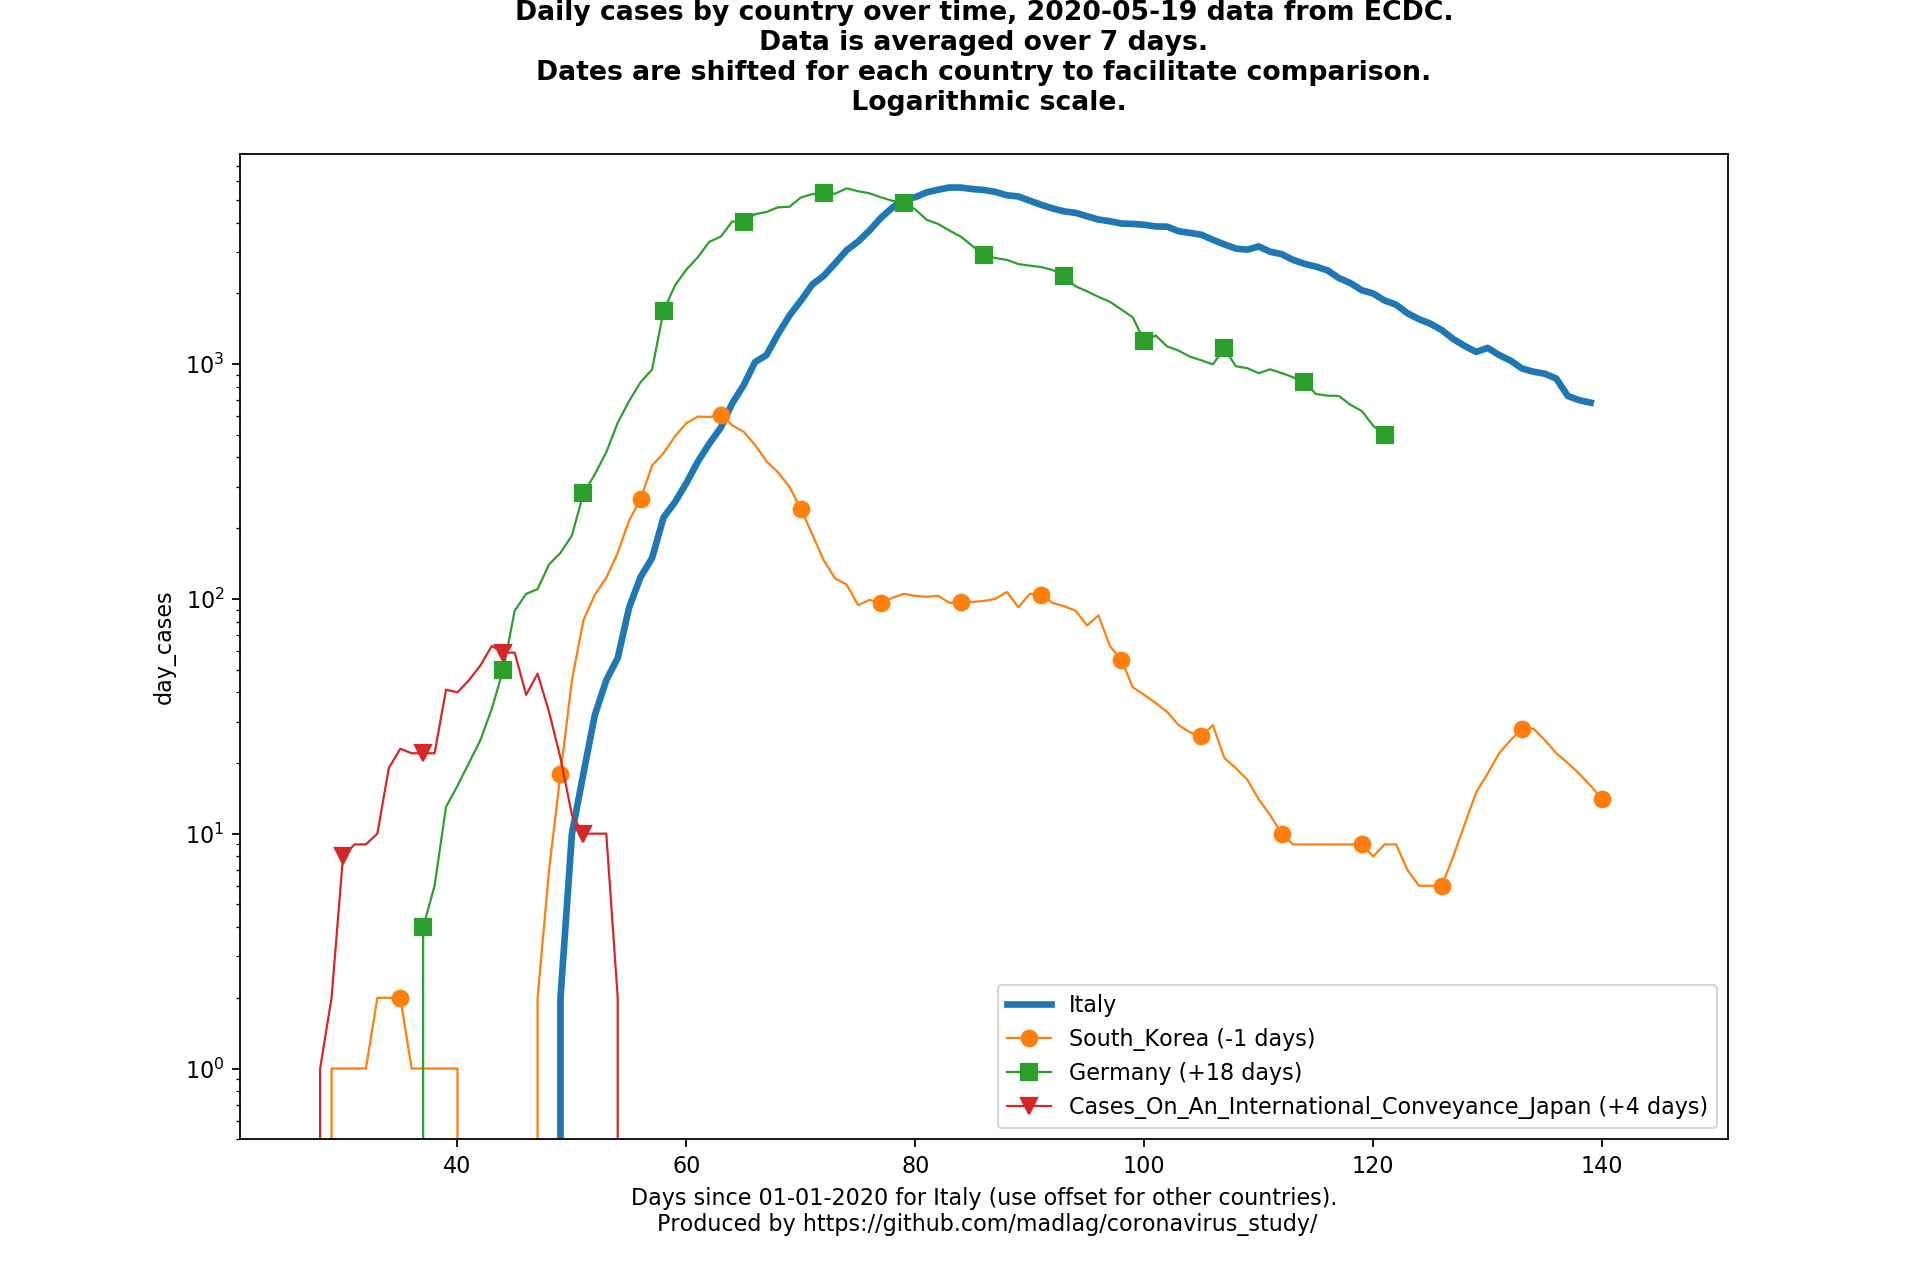 Daily cases by country over time, 2020-05-19 data from ECDC.
Data is averaged over 7 days.
Dates are shifted for each country to facilitate comparison.
Logarithmic scale.
10³
10²
10¹
10⁰
day_cases
Italy
South_Korea (-1 days)
Germany (+18 days)
Cases_On_An_International_Conveyance_Japan (+4 days)
40 60 80 100 120 140
Days since 01-01-2020 for Italy (use offset for other countries).
Produced by https://github.com/madlag/coronavirus_study/